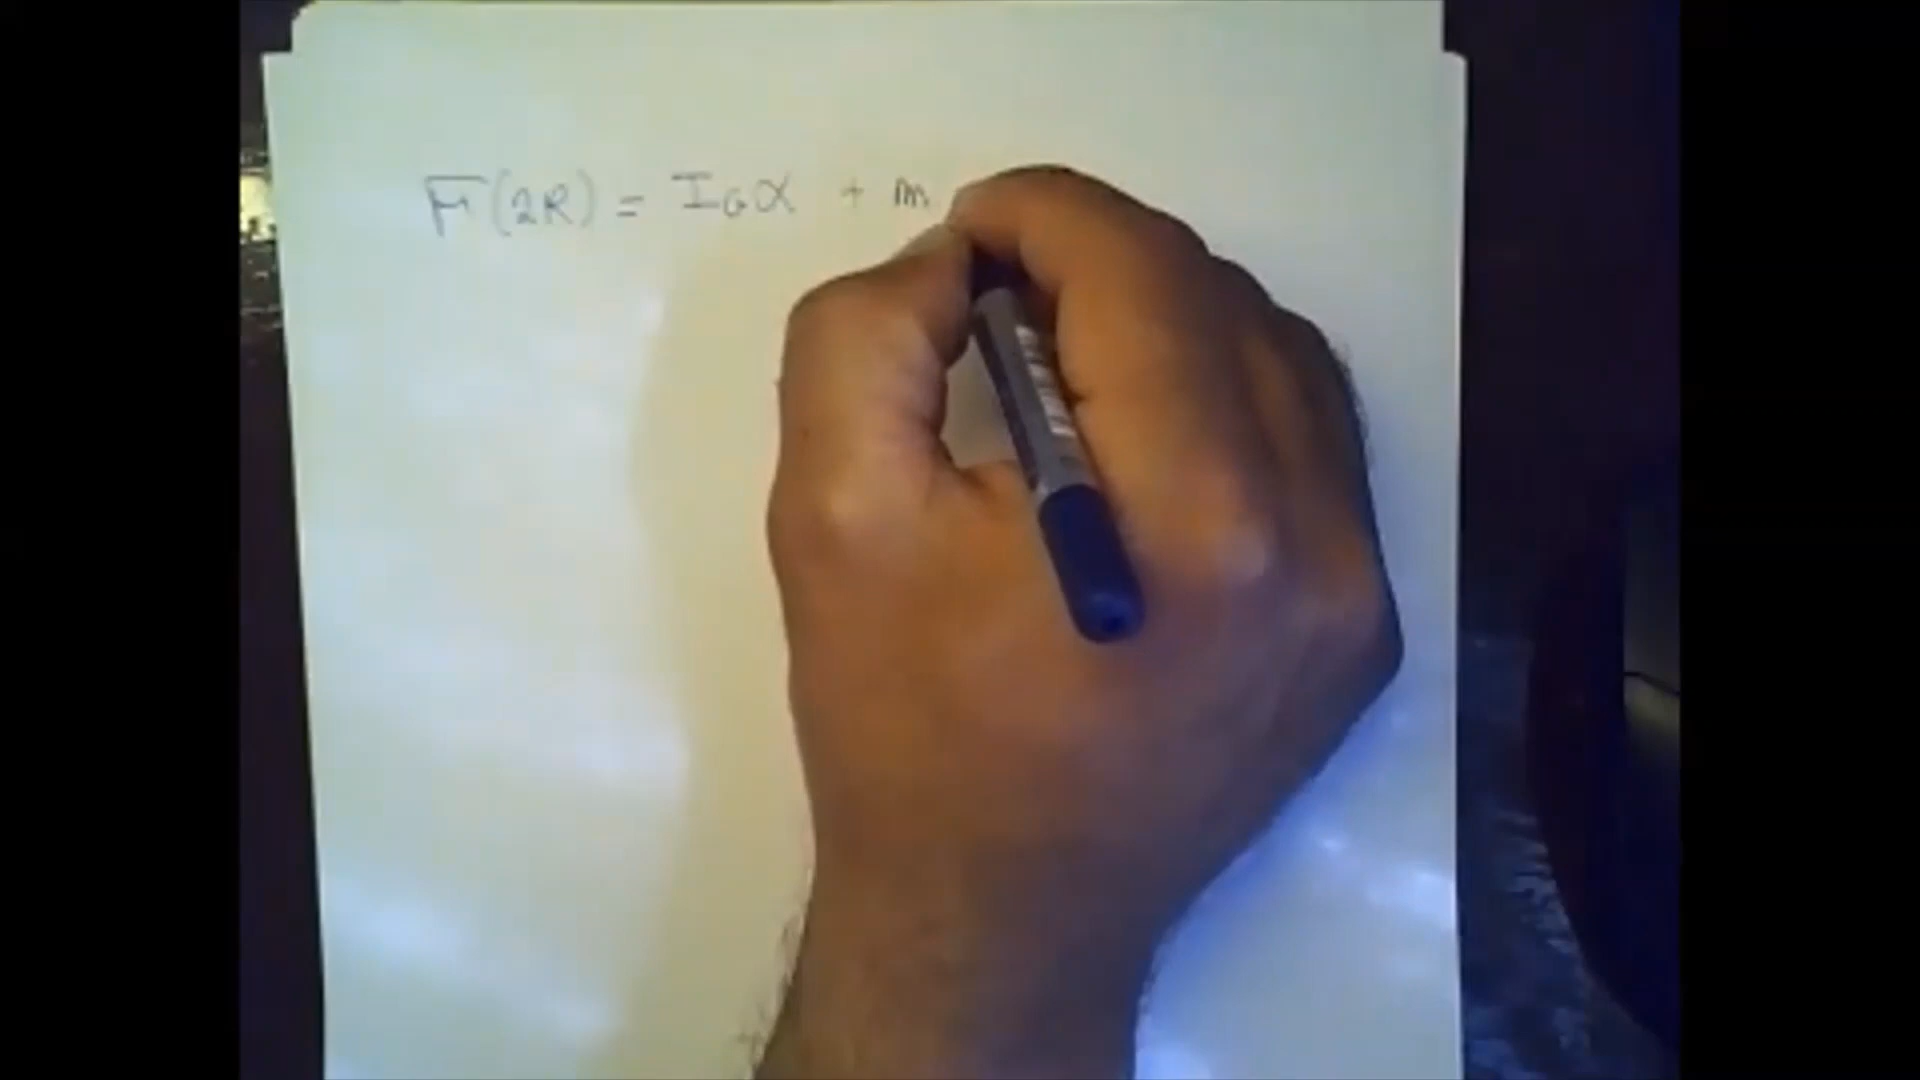 F(2R) = IGα + m